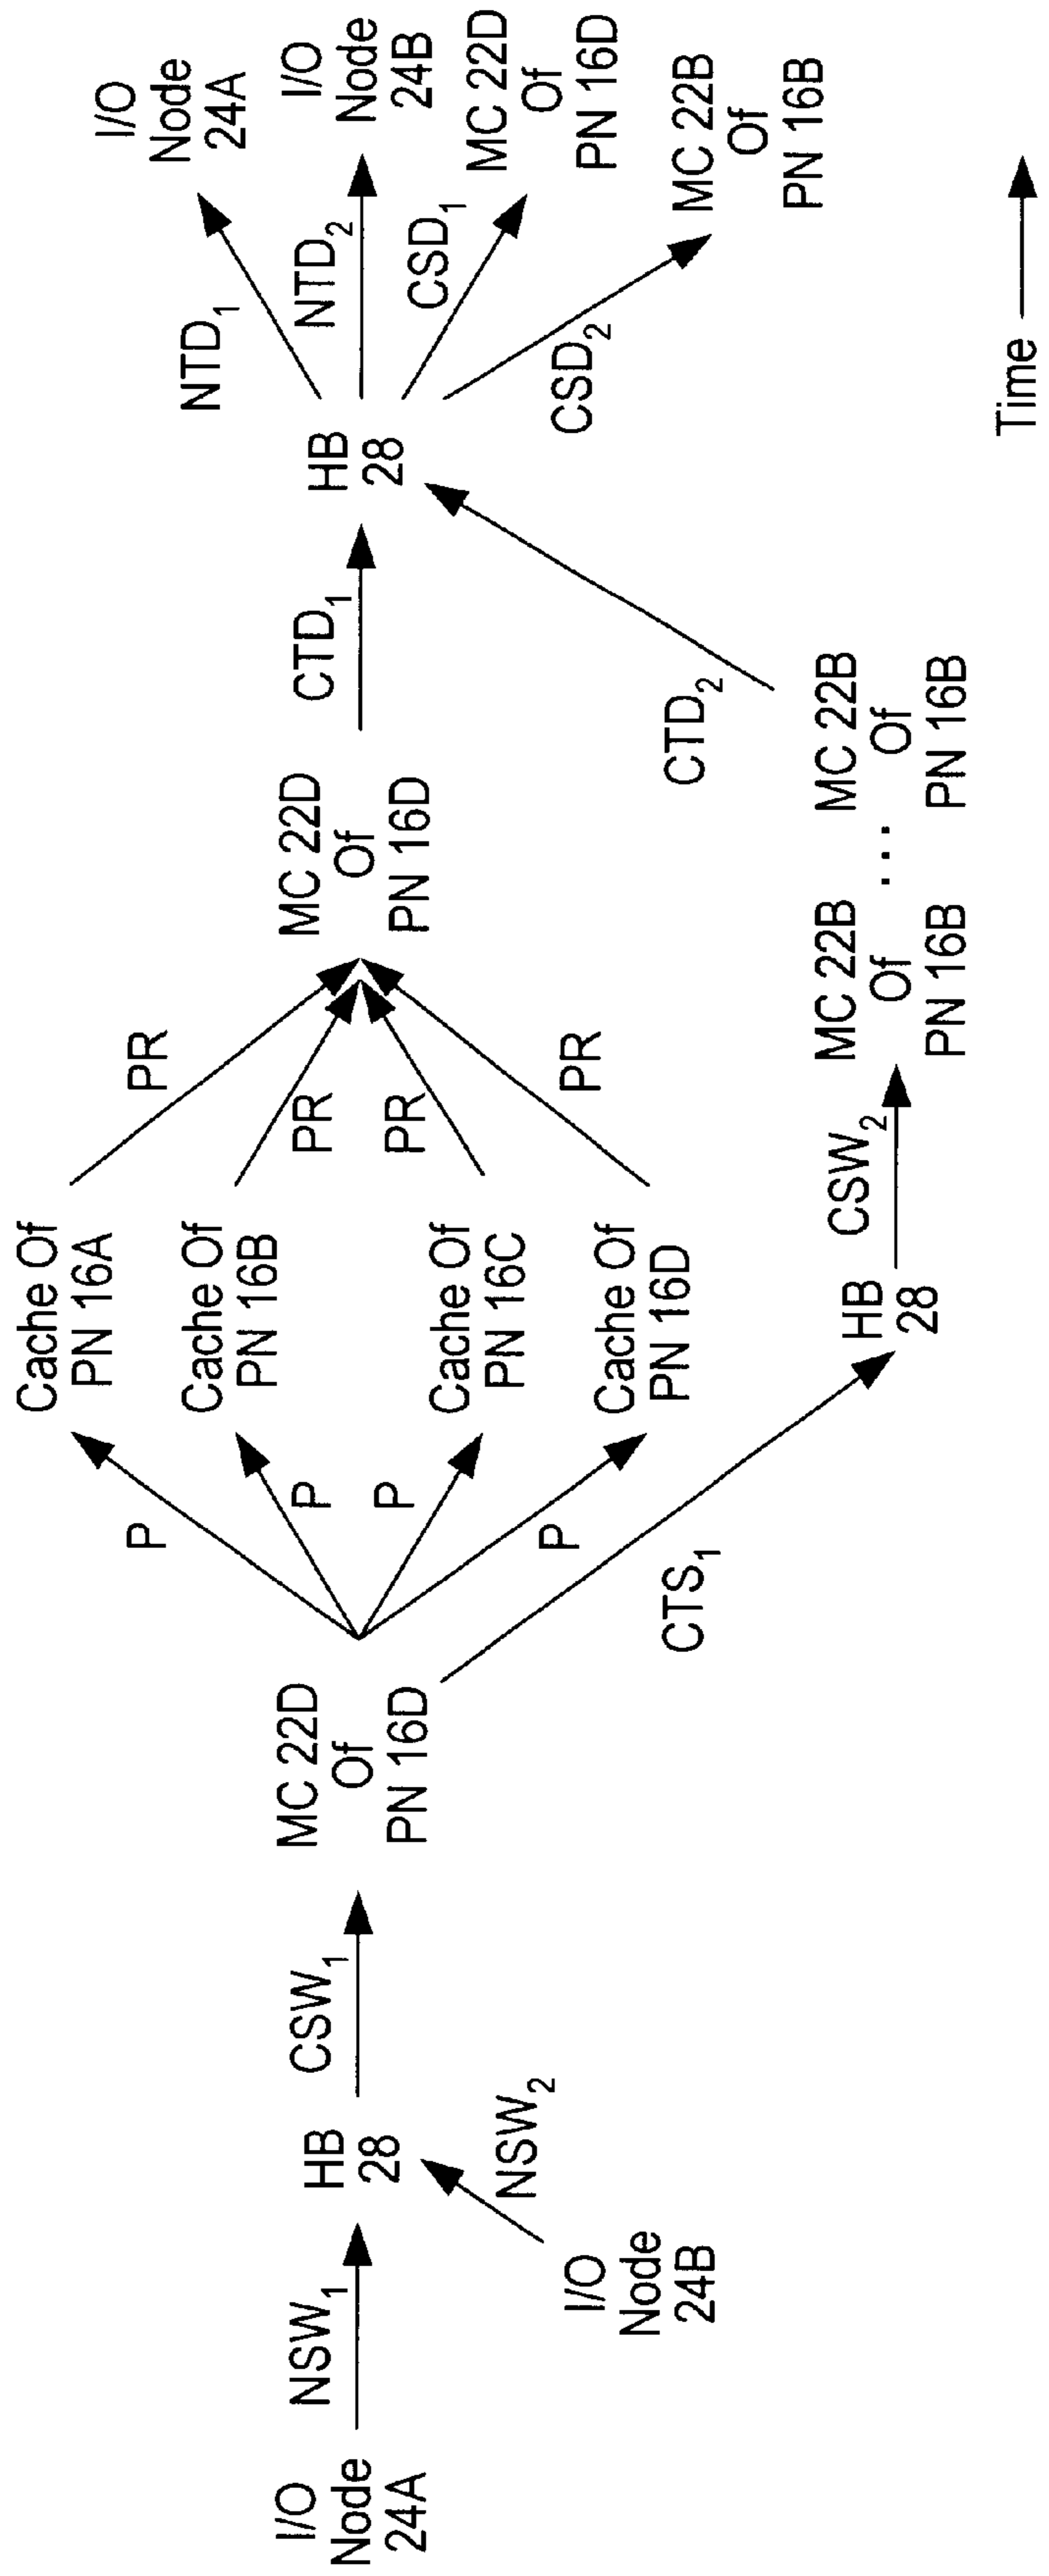 I/O
Node
24A
NSW1
HB
28
I/O
Node
24B
NSW2
CSW1
MC 22D
Of
PN 16D
P
P
P
P
CTS1
Cache Of
PN 16A
Cache Of
PN 16B
Cache Of
PN 16C
Cache Of
PN 16D
HB
28
PR
PR
PR
PR
CSW2
MC 22D
Of
PN 16D
MC 22B
Of
PN 16B
...
MC 22B
Of
PN 16B
CTD1
CTD2
HB
28
NTD1
NTD2
CSD1
CSD2
I/O
Node
24A
I/O
Node
24B
MC 22D
Of
PN 16D
MC 22B
Of
PN 16B
Time